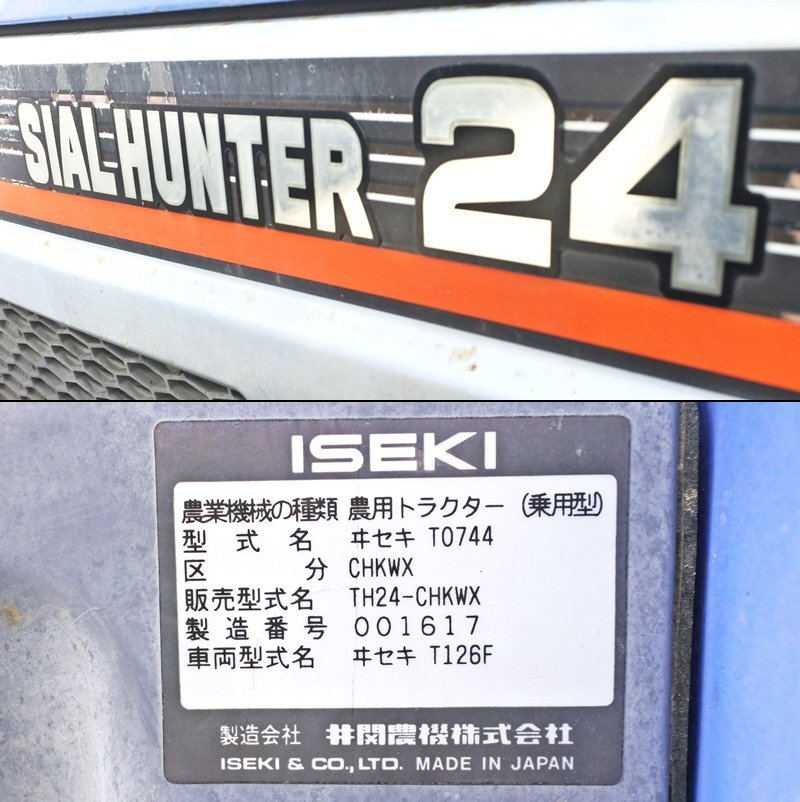 SIAL-HUNTER 24
ISEKI
農業機械の種類 農用トラクター (乗用型)
型式名 ヰセキ T0744
区分 CHKWX
販売型式名 TH24-CHKWX
製造番号 001617
車両型式名 ヰセキ T126F
製造会社 井関農機株式会社
ISEKI & CO., LTD. MADE IN JAPAN